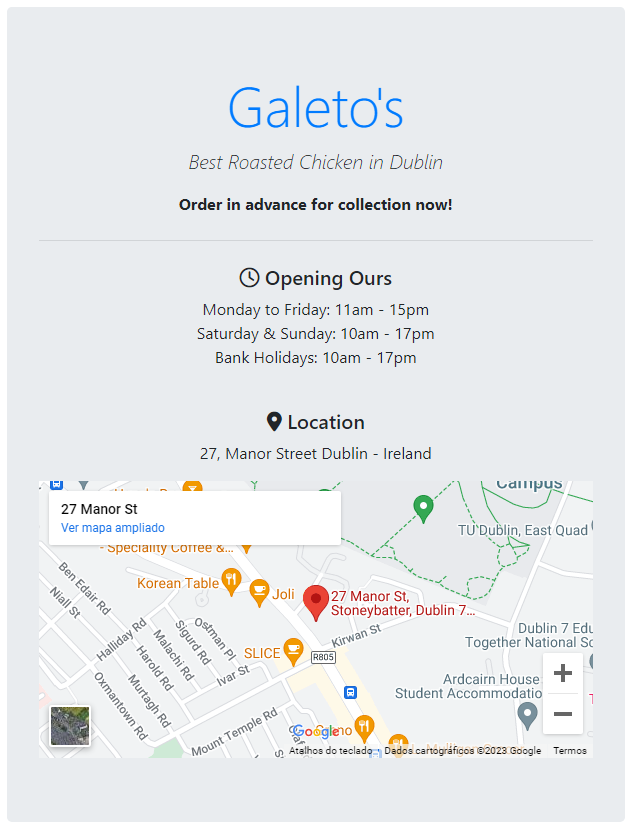 Galeto's
Best Roasted Chicken in Dublin
Order in advance for collection now!
Opening Ours
Monday to Friday: 11am - 15pm
Saturday & Sunday: 10am - 17pm
Bank Holidays: 10am - 17pm
Location
27, Manor Street Dublin - Ireland
27 Manor St
Ver mapa ampliado
Campus
TU Dublin, East Quad
Speciality Coffee &…
Korean Table
Joli
27 Manor St,
Stoneybatter, Dublin 7…
Ben Edair Rd
Niall St
Halliday Rd
Ostman Pl
Sigurd Rd
Malachi Rd
Harold Rd
Murtagh Rd
Oxmantown Rd
Kirwan St
Dublin 7
Together National
SLICE
R805
Ivar St
Ardcairn House
Student Accommodatio
Mount Temple Rd
Google
Atalhos do teclado
Dados cartográficos ©2023 Google
Termos